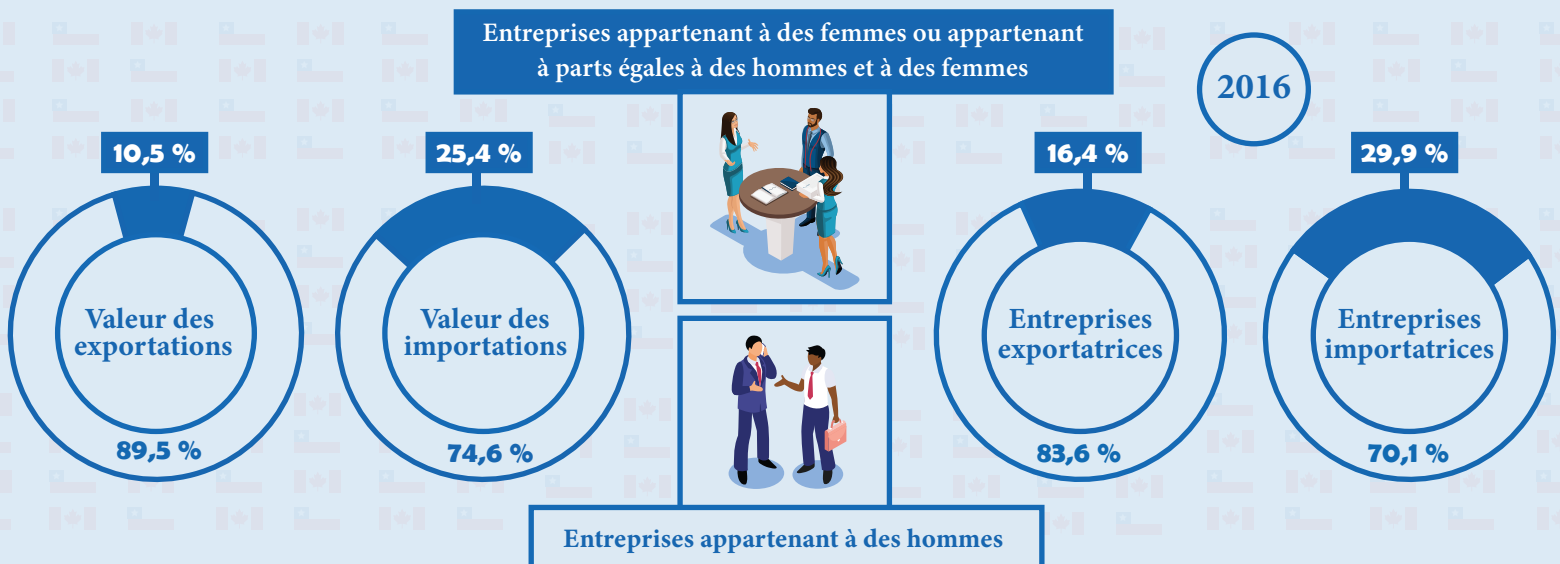 Entreprises appartenant à des femmes ou appartenant
à parts égales à des hommes et à des femmes
2016
10,5 %
Valeur des
exportations
89,5 %
25,4 %
Valeur des
importations
74,6 %
16,4 %
Entreprises
exportatrices
83,6 %
29,9 %
Entreprises
importatrices
70,1 %
Entreprises appartenant à des hommes